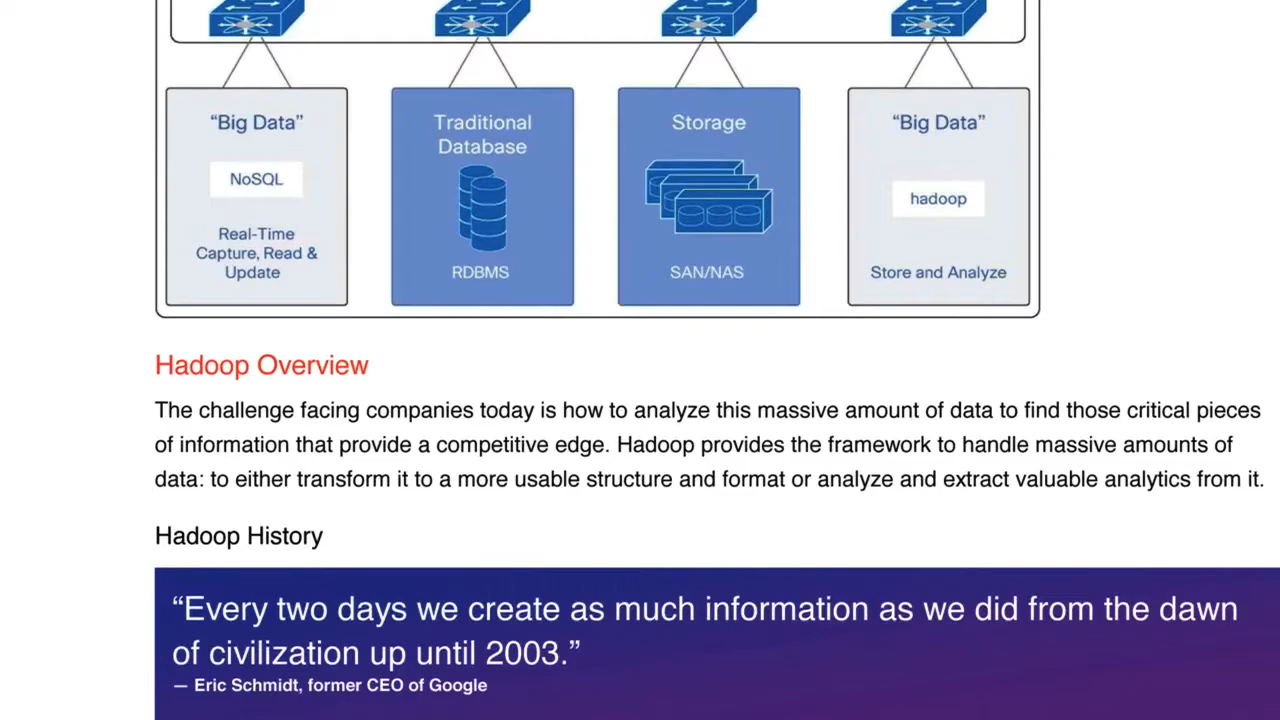 “Big Data”
NoSQL
Real-Time
Capture, Read &
Update
Traditional
Database
RDBMS
Storage
SAN/NAS
“Big Data”
hadoop
Store and Analyze
Hadoop Overview
The challenge facing companies today is how to analyze this massive amount of data to find those critical pieces
of information that provide a competitive edge. Hadoop provides the framework to handle massive amounts of
data: to either transform it to a more usable structure and format or analyze and extract valuable analytics from it.
Hadoop History
“Every two days we create as much information as we did from the dawn
of civilization up until 2003.”
— Eric Schmidt, former CEO of Google